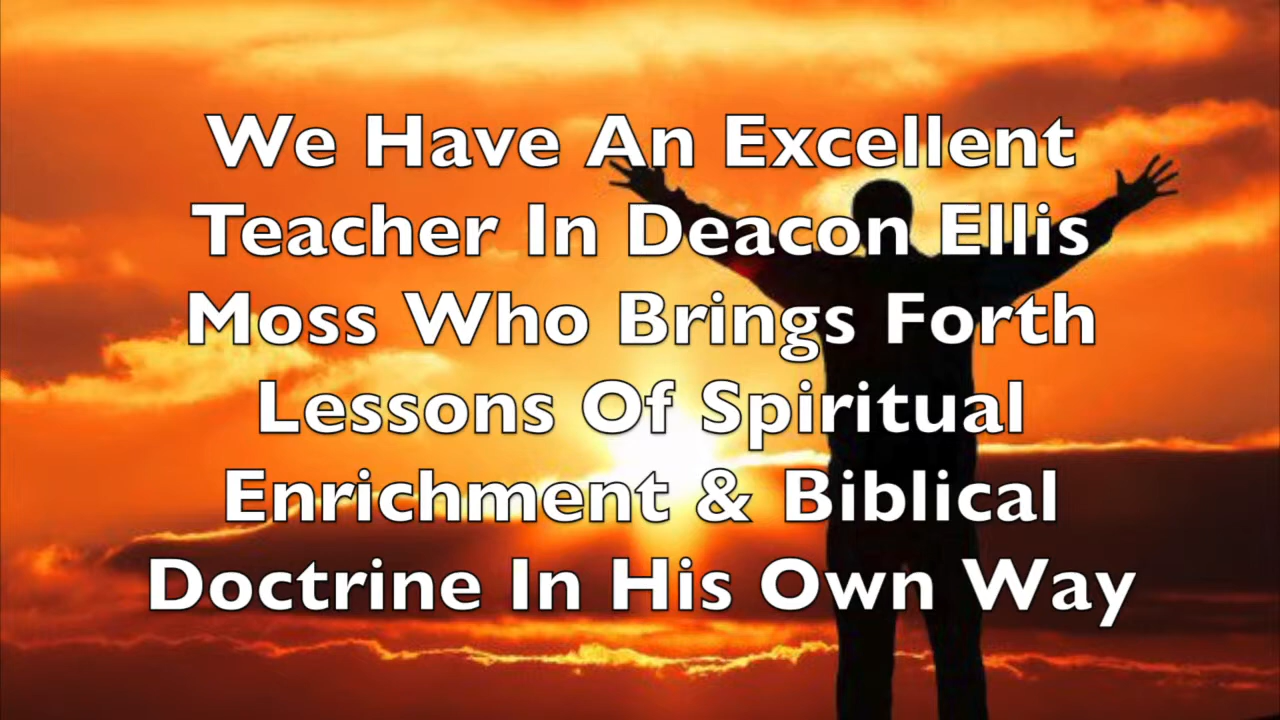 We Have An Excellent
Teacher In Deacon Ellis
Moss Who Brings Forth
Lessons Of Spiritual
Enrichment & Biblical
Doctrine In His Own Way